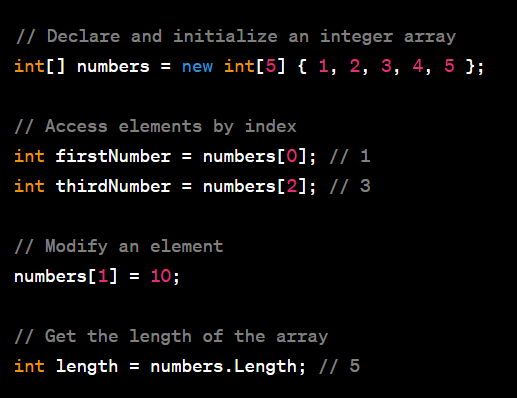 // Declare and initialize an integer array
int[] numbers = new int[5] { 1, 2, 3, 4, 5 };
// Access elements by index
int firstNumber = numbers[0]; // 1
int thirdNumber = numbers[2]; // 3
// Modify an element
numbers[1] = 10;
// Get the length of the array
int length = numbers.Length; // 5